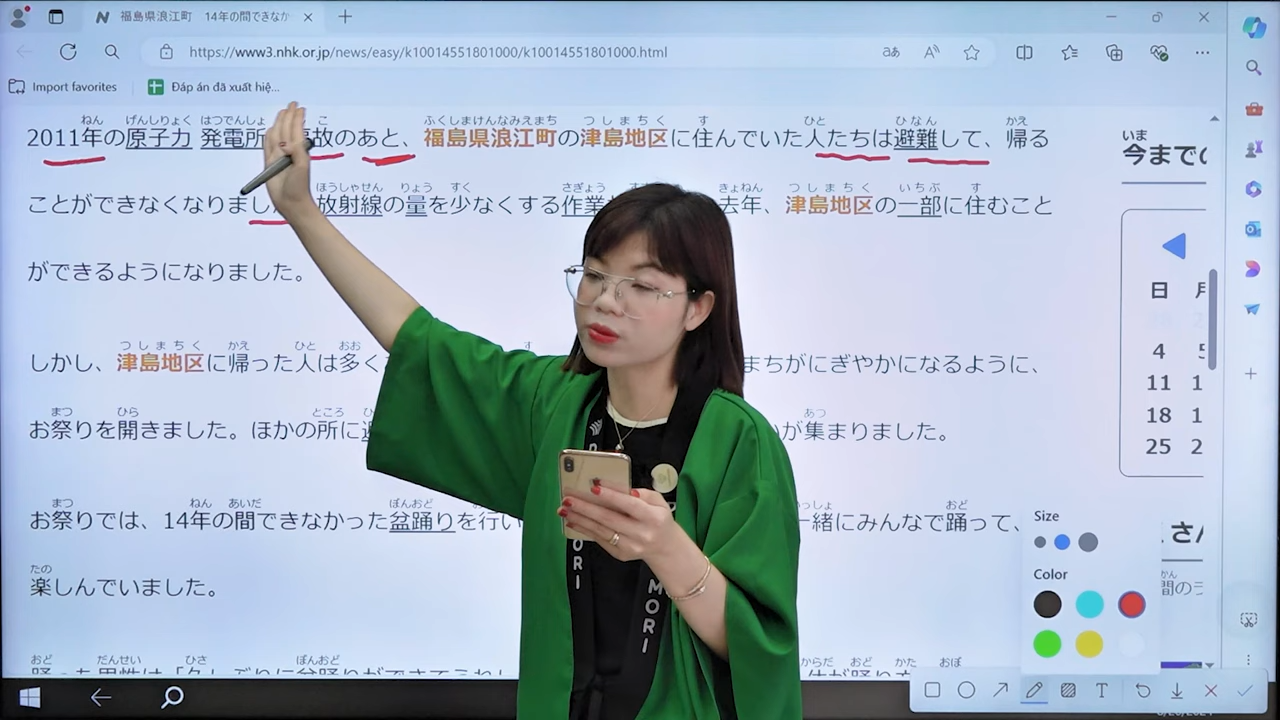 福島県浪江町 14年の間できなか
https://www3.nhk.or.jp/news/easy/k10014551801000/k10014551801000.html
Import favorites
Đáp án đã xuất hiệ...
2011年の原子力 発電所 故のあと、福島県浪江町の津島地区に住んでいた人たちは避難して、帰る
ことができなくなりまし 放射線の量を少なくする作業 去年、津島地区の一部に住むこと
ができるようになりました。
しかし、津島地区に帰った人は多く まちがにぎやかになるように、
お祭りを開きました。ほかの所に が集まりました。
お祭りでは、14年の間できなかった盆踊りを行い 一緒にみんなで踊って、
楽しんでいました。
今までの
日 月
4 5
11 1
18 1
25 2
Size
Color
MORI
MORI